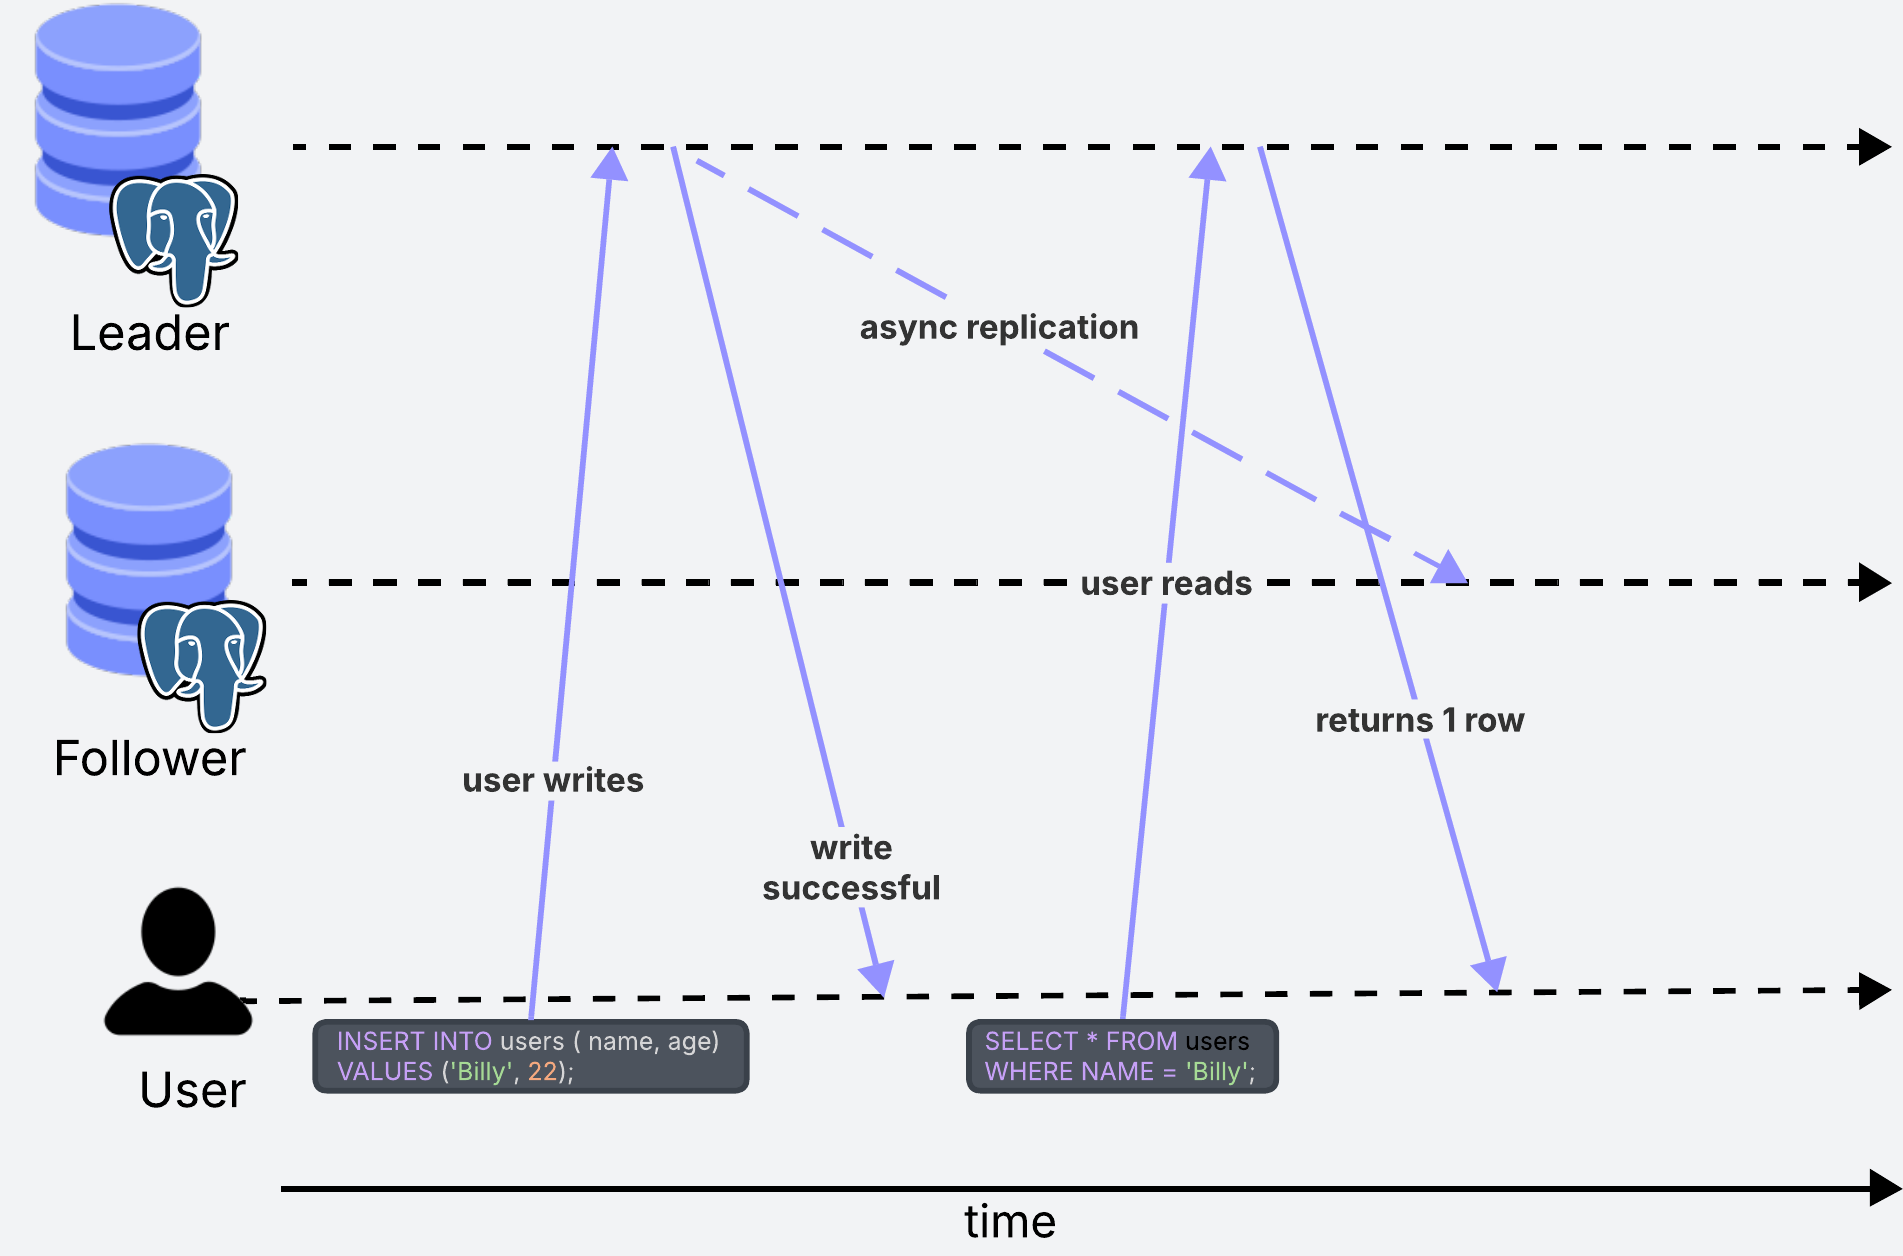 Leader
async replication
Follower
user reads
returns 1 row
user writes
write
successful
User
INSERT INTO users ( name, age)
VALUES ('Billy', 22);
SELECT * FROM users
WHERE NAME = 'Billy';
time